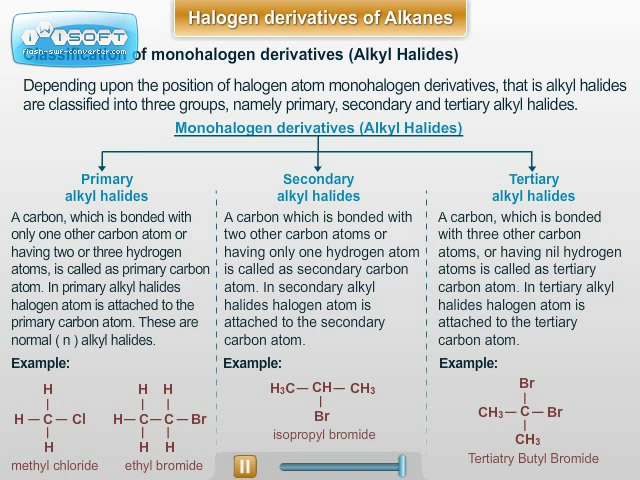 Halogen derivatives of Alkanes
iWiSOFT
flash-swf-converter.com
Classification of monohalogen derivatives (Alkyl Halides)
Depending upon the position of halogen atom monohalogen derivatives, that is alkyl halides
are classified into three groups, namely primary, secondary and tertiary alkyl halides.
Monohalogen derivatives (Alkyl Halides)
Primary
alkyl halides
A carbon, which is bonded with
only one other carbon atom or
having two or three hydrogen
atoms, is called as primary carbon
atom. In primary alkyl halides
halogen atom is attached to the
primary carbon atom. These are
normal ( n ) alkyl halides.
Example:
H
H — C — Cl
H
methyl chloride
H H
H — C — C — Br
H H
ethyl bromide
Secondary
alkyl halides
A carbon which is bonded with
two other carbon atoms or
having only one hydrogen atom
is called as secondary carbon
atom. In secondary alkyl
halides halogen atom is
attached to the secondary
carbon atom.
Example:
H₃C — CH — CH₃
Br
isopropyl bromide
Tertiary
alkyl halides
A carbon, which is bonded
with three other carbon
atoms, or having nil hydrogen
atoms is called as tertiary
carbon atom. In tertiary alkyl
halides halogen atom is
attached to the tertiary
carbon atom.
Example:
Br
CH₃ — C — Br
CH₃
Tertiatry Butyl Bromide